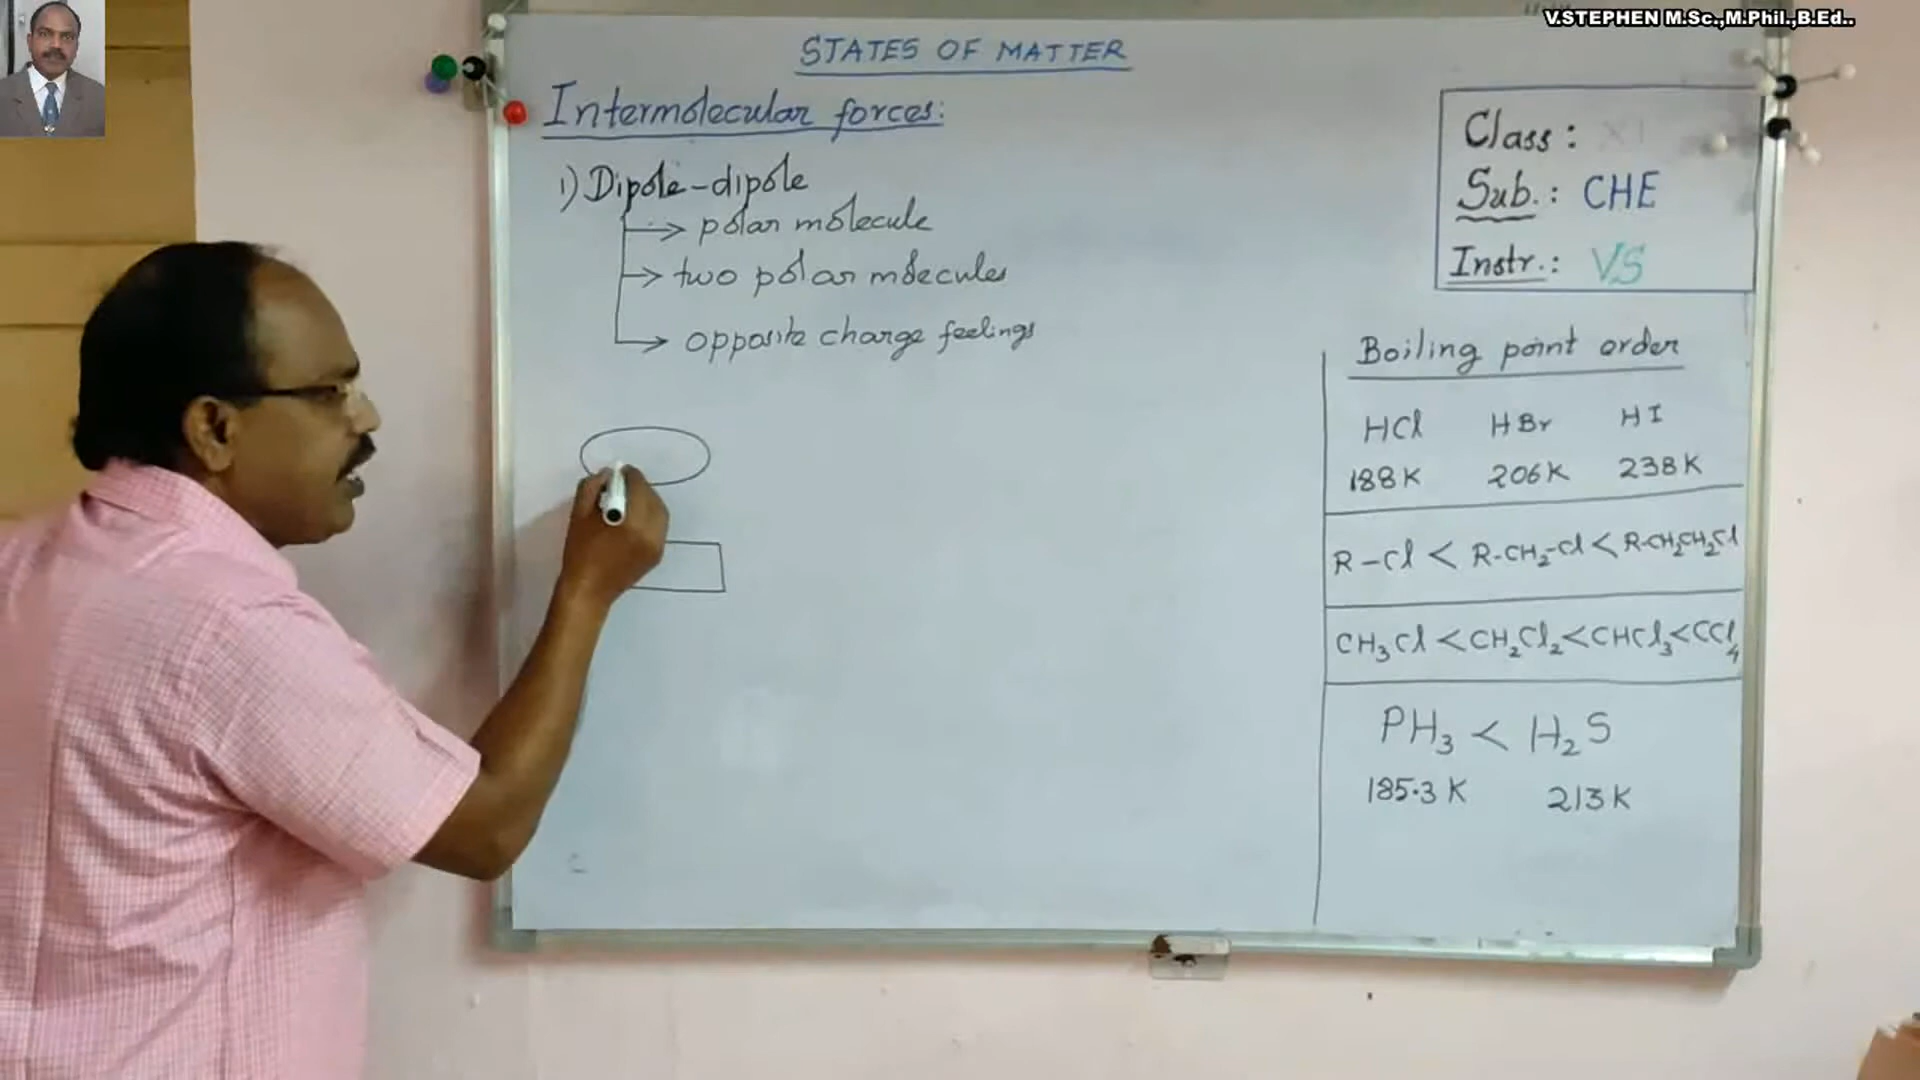 V.STEPHEN M.Sc.,M.Phil.,B.Ed..
STATES OF MATTER
Intermolecular forces:
1) Dipole-dipole
→ polar molecule
→ two polar molecules
→ opposite charge feelings
Class : XI
Sub. : CHE
Instr. : VS
Boiling point order
HCl HBr HI
188K 206K 238K
R-Cl < R-CH₂-Cl < R-CH₂CH₂Cl
CH₃Cl < CH₂Cl₂ < CHCl₃ < CCl₄
PH₃ < H₂S
185.3 K 213 K